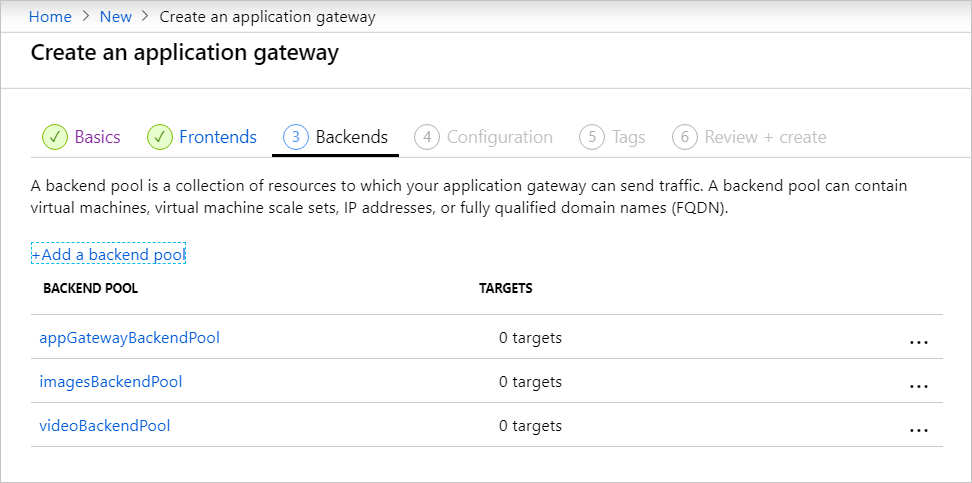 Home > New > Create an application gateway
Create an application gateway
✓ Basics ✓ Frontends 3 Backends 4 Configuration 5 Tags 6 Review + create
A backend pool is a collection of resources to which your application gateway can send traffic. A backend pool can contain
virtual machines, virtual machine scale sets, IP addresses, or fully qualified domain names (FQDN).
+Add a backend pool
BACKEND POOL TARGETS
appGatewayBackendPool 0 targets ...
imagesBackendPool 0 targets ...
videoBackendPool 0 targets ...